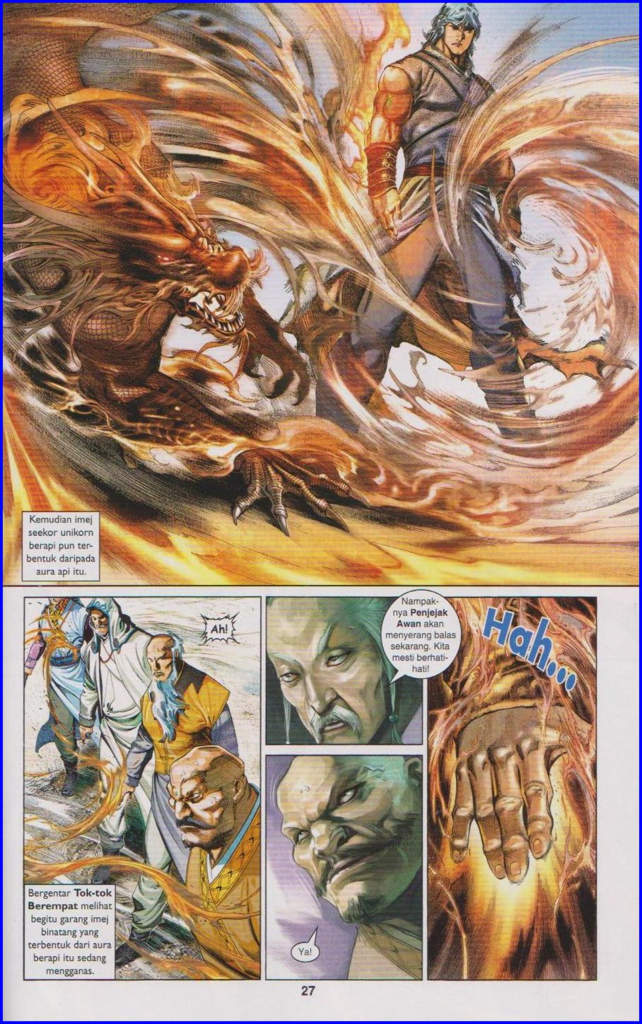 Kemudian imej
seekor unikorn
berapi pun ter-
bentuk daripada
aura api itu.
Ah!
Bergentar Tok-tok
Berempat melihat
begitu garang imej
binatang yang
terbentuk dari aura
berapi itu sedang
mengganas.
Nampak-
nya Penjejak
Awan akan
menyerang balas
sekarang. Kita
mesti berhati-
hati!
Ya!
Hah...
27